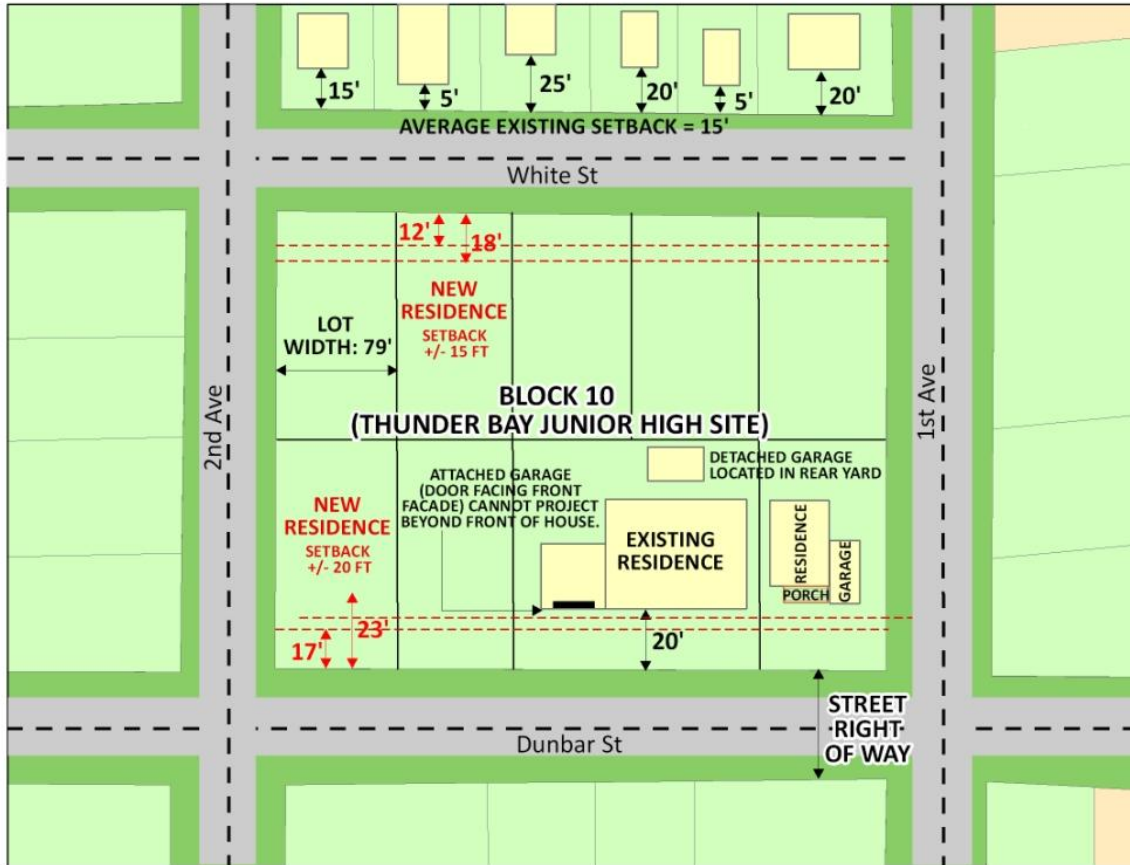 15'
5'
25'
20'
5'
20'
AVERAGE EXISTING SETBACK = 15'
White St
12'
18'
NEW
RESIDENCE
SETBACK
+/- 15 FT
LOT
WIDTH: 79'
2nd Ave
1st Ave
BLOCK 10
(THUNDER BAY JUNIOR HIGH SITE)
DETACHED GARAGE
LOCATED IN REAR YARD
ATTACHED GARAGE
(DOOR FACING FRONT
FACADE) CANNOT PROJECT
BEYOND FRONT OF HOUSE.
NEW
RESIDENCE
SETBACK
+/- 20 FT
EXISTING
RESIDENCE
RESIDENCE
PORCH
GARAGE
23'
17'
20'
STREET
RIGHT
OF WAY
Dunbar St